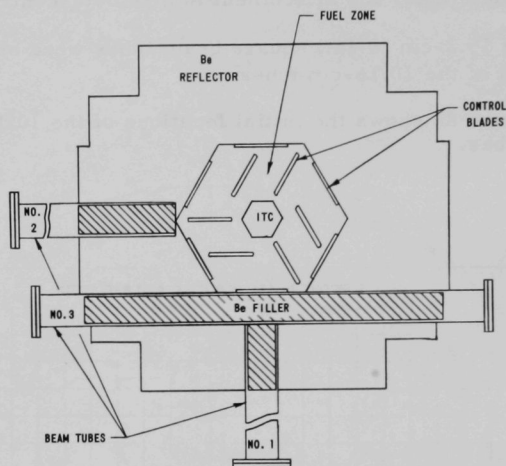 FUEL ZONE
Be
REFLECTOR
CONTROL
BLADES
NO.
2
ITC
NO.3
Be FILLER
BEAM TUBES
NO. 1